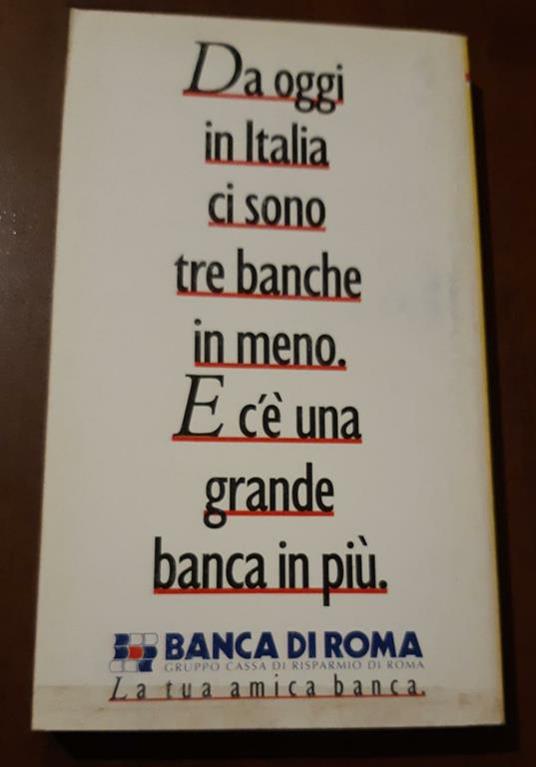 Da oggi
in Italia
ci sono
tre banche
in meno.
E c'è una
grande
banca in più.
BANCA DI ROMA
GRUPPO CASSA DI RISPARMIO DI ROMA
La tua amica banca.